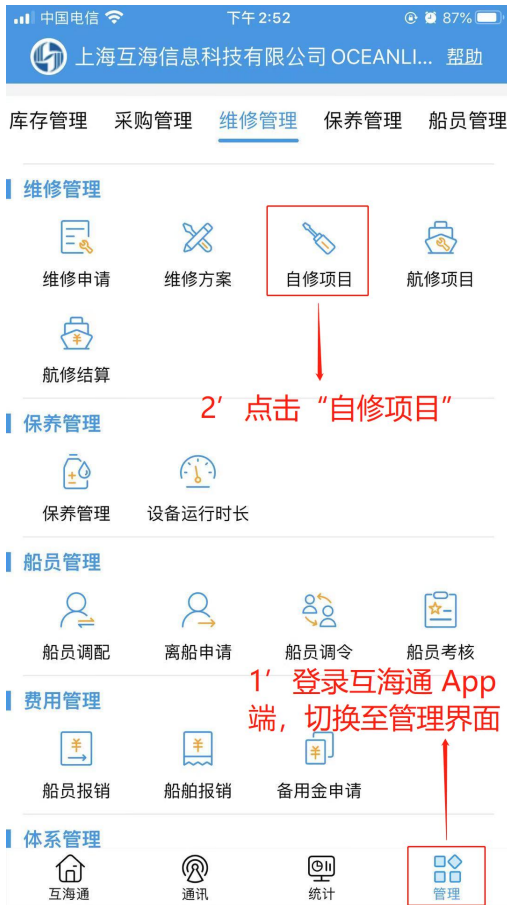 中国电信 下午2:52 87%
上海互海信息科技有限公司OCEANLI... 帮助
库存管理 采购管理 维修管理 保养管理 船员管理
维修管理
维修申请 维修方案 自修项目 航修项目
航修结算
2’ 点击“自修项目”
保养管理
保养管理 设备运行时长
船员管理
船员调配 离船申请 船员调令 船员考核
1’ 登录互海通 App
端，切换至管理界面
费用管理
船员报销 船舶报销 备用金申请
体系管理
互海通 通讯 统计 管理